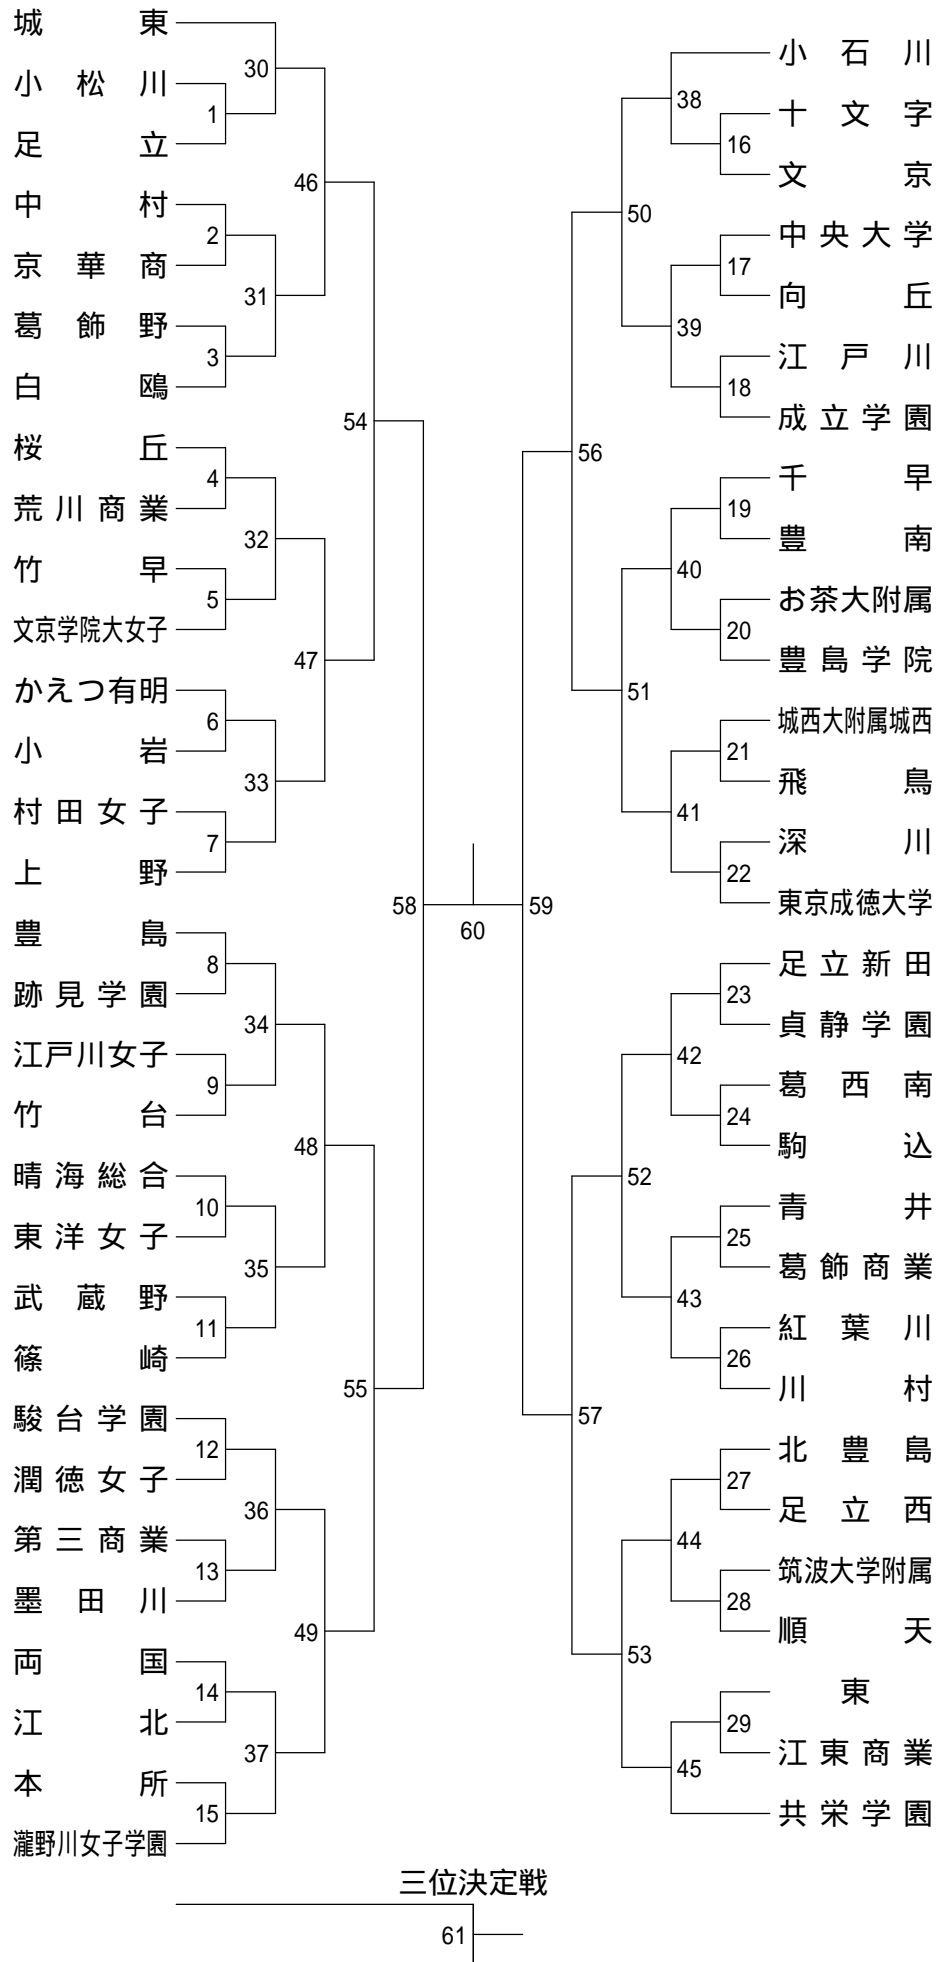 城東
小松川
足立
中村
京華商
葛飾野
白鴎
桜丘
荒川商業
竹早
文京学院大女子
かえつ有明
小岩
村田女子
上野
豊島
跡見学園
江戸川女子
竹台
晴海総合
東洋女子
武蔵野
篠崎
駿台学園
潤徳女子
第三商業
墨田川
両国
江北
本所
瀧野川女子学園
1
2
3
4
5
6
7
8
9
10
11
12
13
14
15
30
31
32
33
34
35
36
37
46
47
48
49
54
55
58
60
59
56
57
50
51
52
53
38
39
40
41
42
43
44
45
16
17
18
19
20
21
22
23
24
25
26
27
28
29
小石川
十文字
文京
中央大学
向丘
江戸川
成立学園
千早
豊南
お茶大附属
豊島学院
城西大附属城西
飛鳥
深川
東京成徳大学
足立新田
貞静学園
葛西南
駒込
青井
葛飾商業
紅葉川
川村
北豊島
足立西
筑波大学附属
順天
東
江東商業
共栄学園
三位決定戦
61